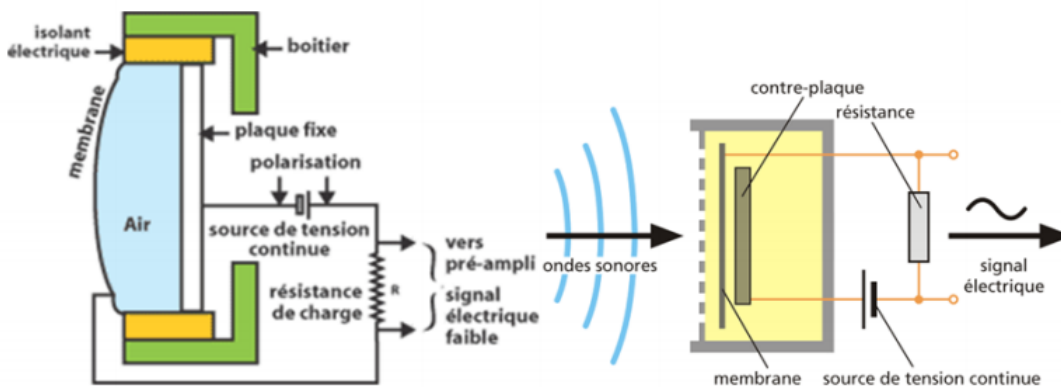 isolant
électrique
boitier
membrane
plaque fixe
polarisation
Air
source de tension
continue
vers
pré-ampli
résistance
de charge
R
signal
électrique
faible
ondes sonores
contre-plaque
résistance
signal
électrique
membrane
source de tension continue